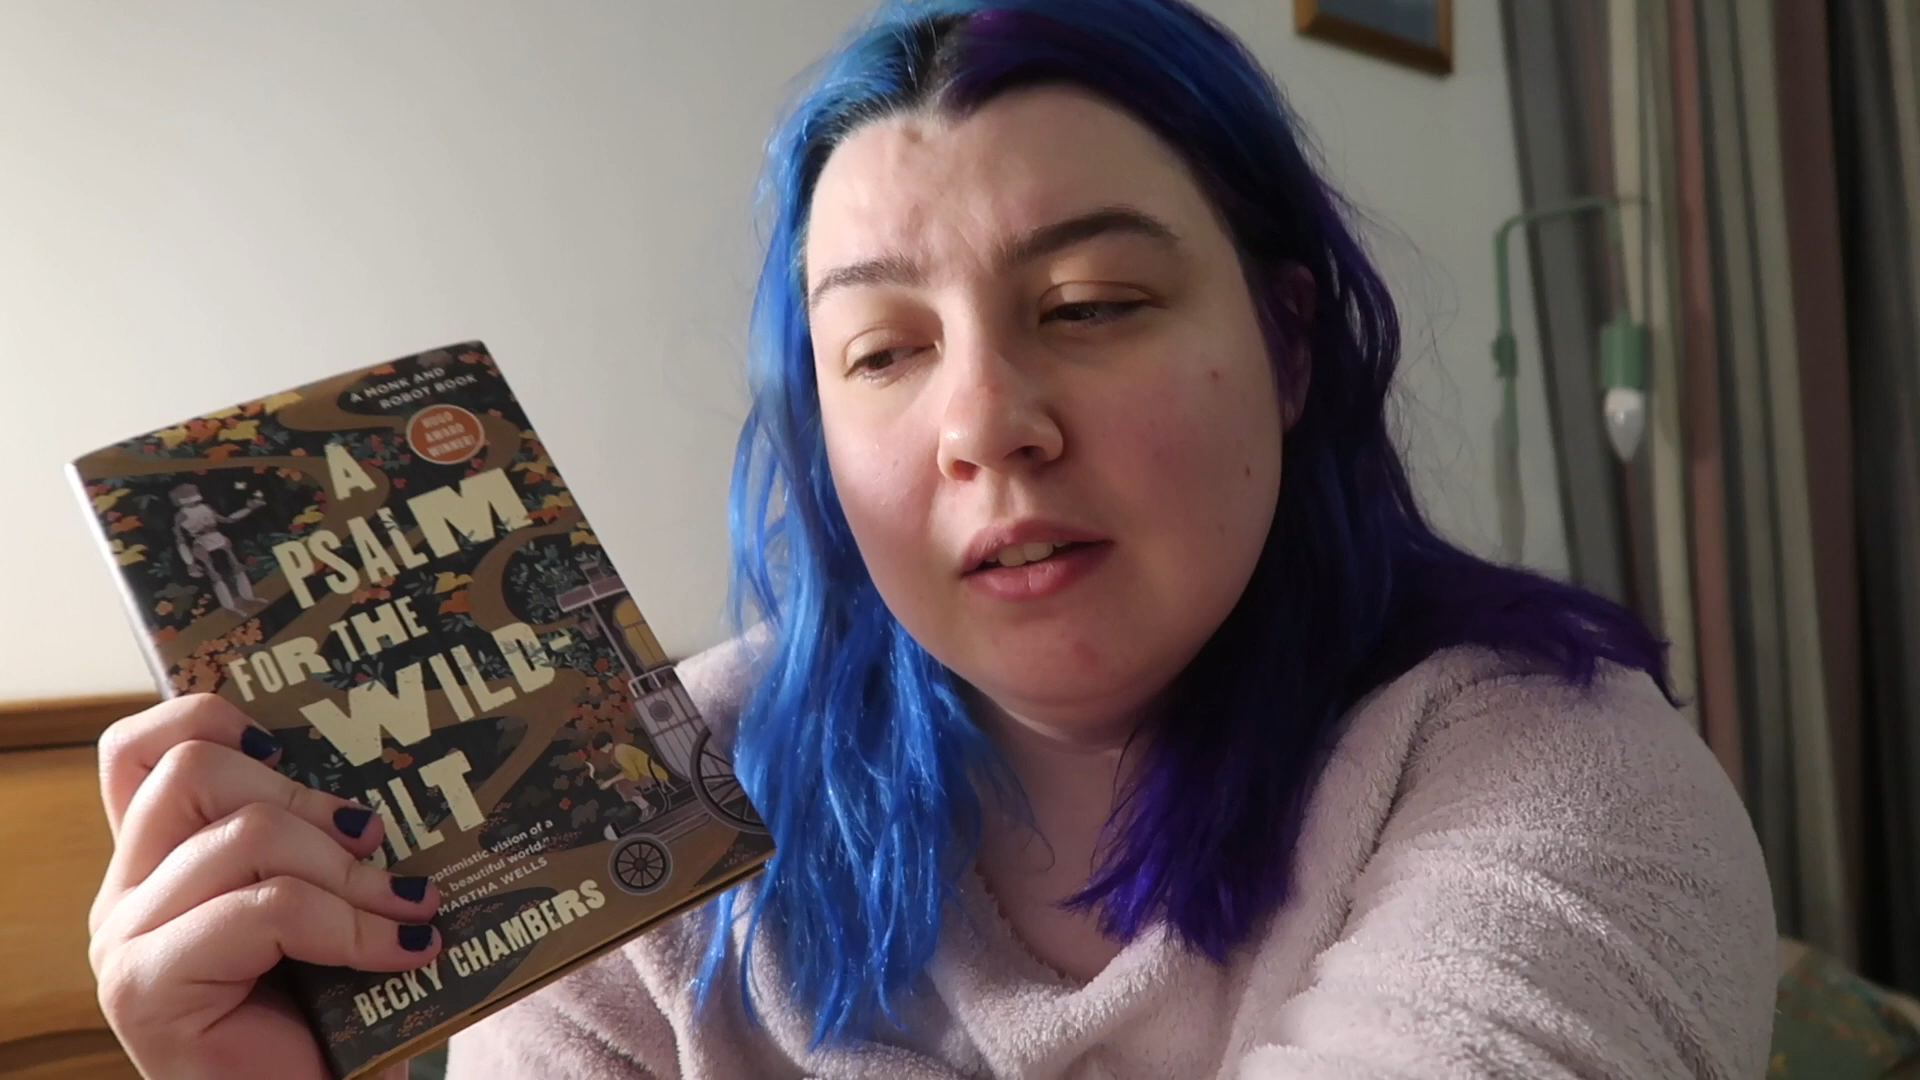 A MONK AND
ROBOT BOOK
HUGO
AWARD
WINNER!
A
PSALM
FOR THE
WILD-
UILT
optimistic vision of a
, beautiful world."
MARTHA WELLS
BECKY CHAMBERS